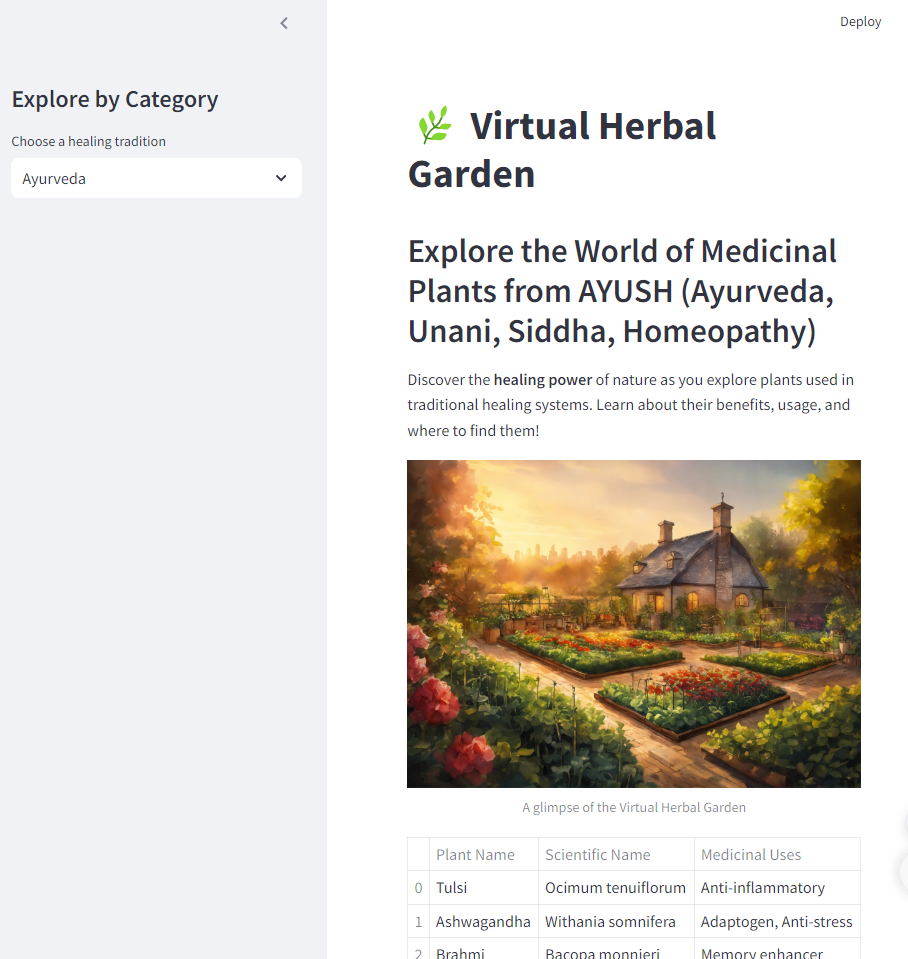 Deploy
Explore by Category
Choose a healing tradition
Ayurveda
Virtual Herbal
Garden
Explore the World of Medicinal
Plants from AYUSH (Ayurveda,
Unani, Siddha, Homeopathy)
Discover the healing power of nature as you explore plants used in
traditional healing systems. Learn about their benefits, usage, and
where to find them!
A glimpse of the Virtual Herbal Garden
Plant Name Scientific Name Medicinal Uses
0 Tulsi Ocimum tenuiflorum Anti-inflammatory
1 Ashwagandha Withania somnifera Adaptogen, Anti-stress
2 Brahmi Bacopa monnieri Memory enhancer